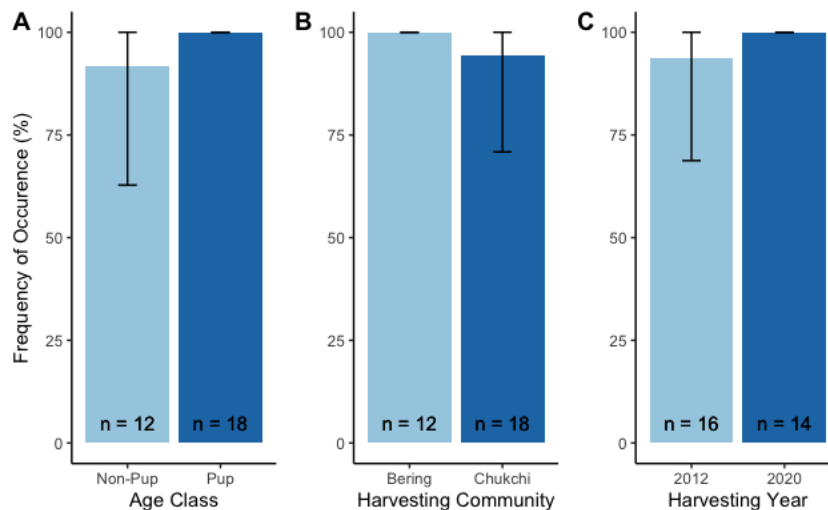 A
B
C
Frequency of Occurence (%)
100
75
50
25
0
n = 12
n = 18
Non-Pup
Pup
Age Class
100
75
50
25
0
n = 12
n = 18
Bering
Chukchi
Harvesting Community
100
75
50
25
0
n = 16
n = 14
2012
2020
Harvesting Year